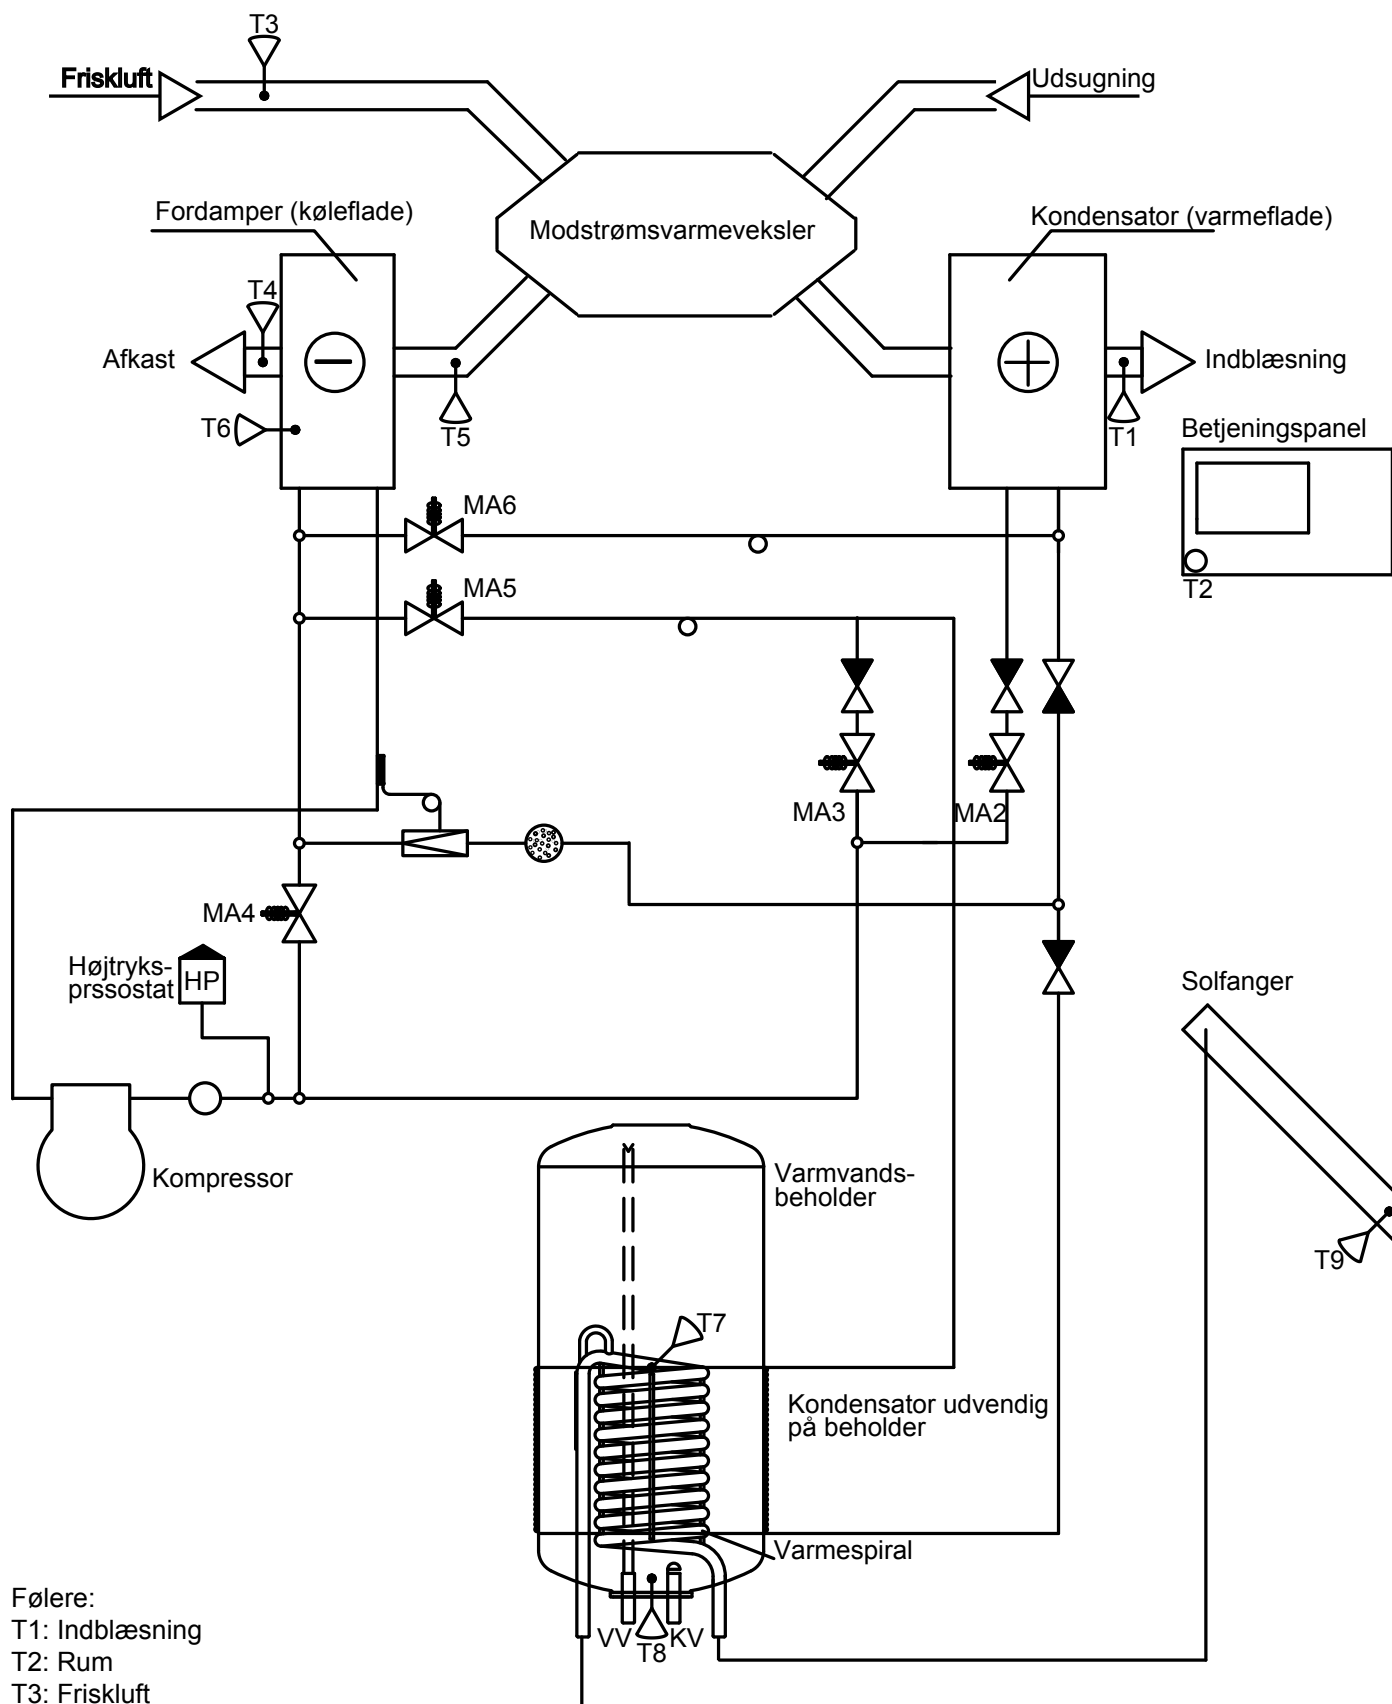 T3
Friskluft
Udsugning
Fordamper (køleflade)
Modstrømsvarmeveksler
Kondensator (varmeflade)
T4
Afkast
Indblæsning
T6
T5
T1
Betjeningspanel
MA6
T2
MA5
MA3
MA2
MA4
Højtryks-
prssostat
HP
Solfanger
Kompressor
Varmvands-
beholder
T9
T7
Kondensator udvendig
på beholder
Varmespiral
VV
T8
KV
Følere:
T1: Indblæsning
T2: Rum
T3: Friskluft